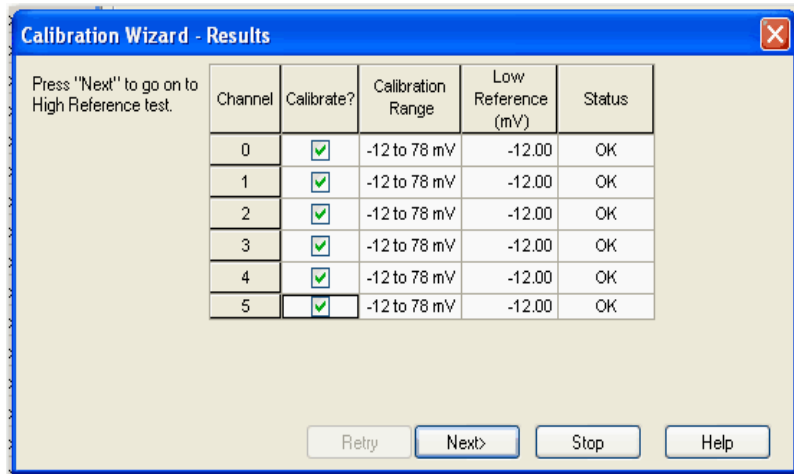 Calibration Wizard - Results
Press "Next" to go on to
High Reference test.
Channel Calibrate? Calibration Range Low Reference (mV) Status
0 -12 to 78 mV -12.00 OK
1 -12 to 78 mV -12.00 OK
2 -12 to 78 mV -12.00 OK
3 -12 to 78 mV -12.00 OK
4 -12 to 78 mV -12.00 OK
5 -12 to 78 mV -12.00 OK
Retry Next> Stop Help